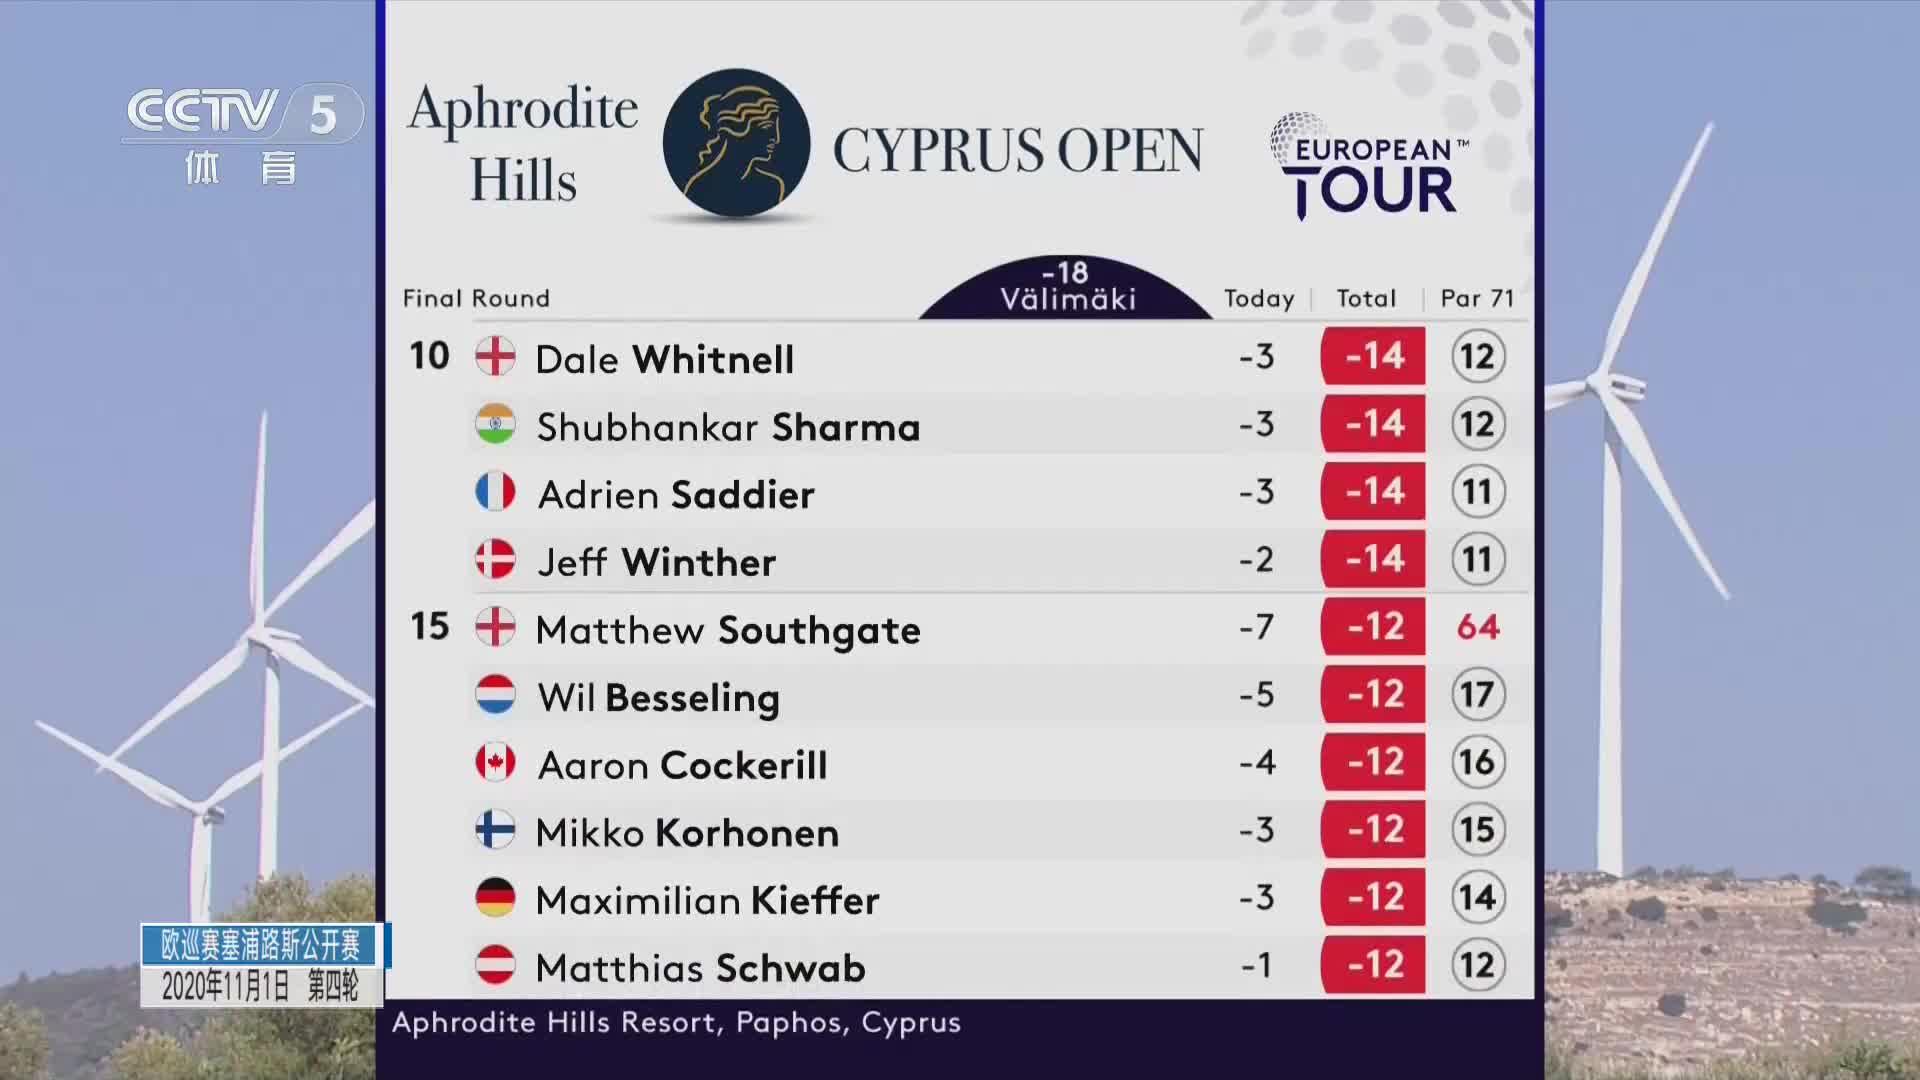 CCTV 5
体育
Aphrodite
Hills
CYPRUS OPEN
EUROPEAN™
TOUR
-18
Välimäki
Final Round Today Total Par 71
10 Dale Whitnell -3 -14 12
Shubhankar Sharma -3 -14 12
Adrien Saddier -3 -14 11
Jeff Winther -2 -14 11
15 Matthew Southgate -7 -12 64
Wil Besseling -5 -12 17
Aaron Cockerill -4 -12 16
Mikko Korhonen -3 -12 15
Maximilian Kieffer -3 -12 14
Matthias Schwab -1 -12 12
欧巡赛塞浦路斯公开赛
2020年11月1日 第四轮
Aphrodite Hills Resort, Paphos, Cyprus